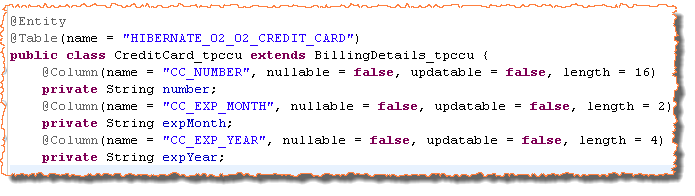 @Entity
@Table(name = "HIBERNATE_02_02_CREDIT_CARD")
public class CreditCard_tpccu extends BillingDetails_tpccu {
@Column(name = "CC_NUMBER", nullable = false, updatable = false, length = 16)
private String number;
@Column(name = "CC_EXP_MONTH", nullable = false, updatable = false, length = 2)
private String expMonth;
@Column(name = "CC_EXP_YEAR", nullable = false, updatable = false, length = 4)
private String expYear;